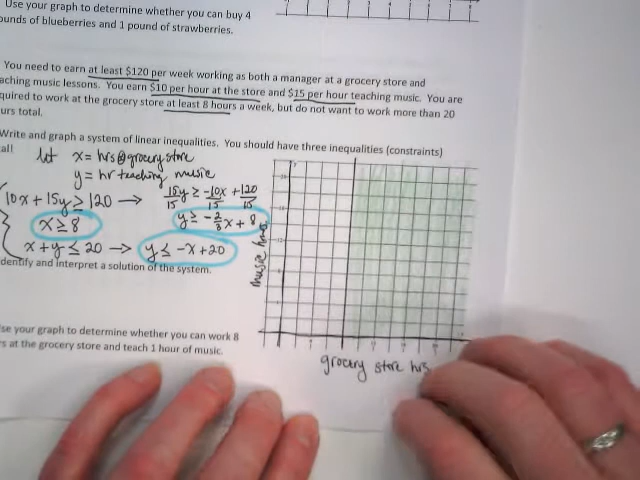 Use your graph to determine whether you can buy 4
ounds of blueberries and 1 pound of strawberries.
You need to earn at least $120 per week working as both a manager at a grocery store and
aching music lessons. You earn $10 per hour at the store and $15 per hour teaching music. You are
quired to work at the grocery store at least 8 hours a week, but do not want to work more than 20
urs total.
Write and graph a system of linear inequalities. You should have three inequalities (constraints)
al!
let x = hrs @ grocery store
y = hr teaching music
10x + 15y ≥ 120 → 15y/15 ≥ -10x/15 + 120/15
x ≥ 8 y ≥ -2/3x + 8
x + y ≤ 20 → y ≤ -x + 20
dentify and interpret a solution of the system.
music hrs
se your graph to determine whether you can work 8
s at the grocery store and teach 1 hour of music.
grocery store hrs